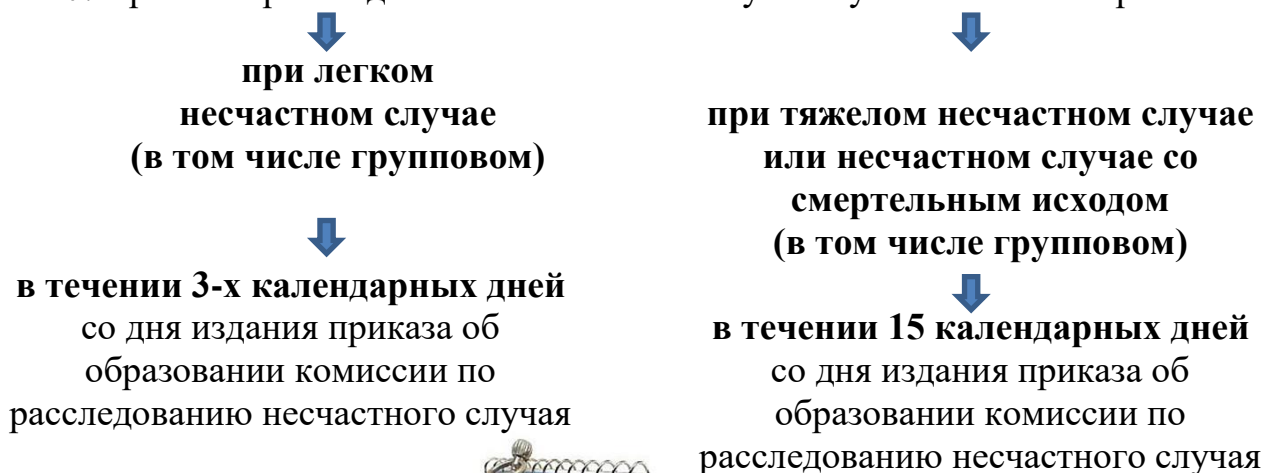 при легком
несчастном случае
(в том числе групповом)
в течении 3-х календарных дней
со дня издания приказа об
образовании комиссии по
расследованию несчастного случая
при тяжелом несчастном случае
или несчастном случае со
смертельным исходом
(в том числе групповом)
в течении 15 календарных дней
со дня издания приказа об
образовании комиссии по
расследованию несчастного случая